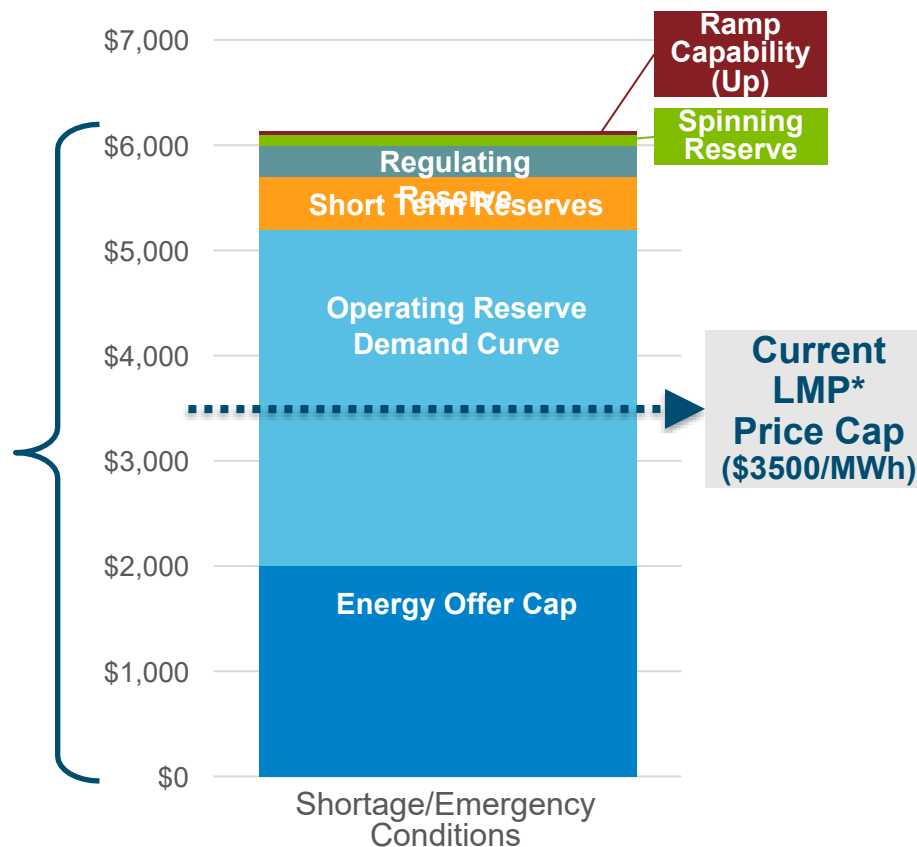 $7,000
$6,000
$5,000
$4,000
$3,000
$2,000
$1,000
$0
Ramp
Capability
(Up)
Spinning
Reserve
Regulating
Reserve
Short Term Reserves
Operating Reserve
Demand Curve
Energy Offer Cap
Current
LMP*
Price Cap
($3500/MWh)
Shortage/Emergency
Conditions